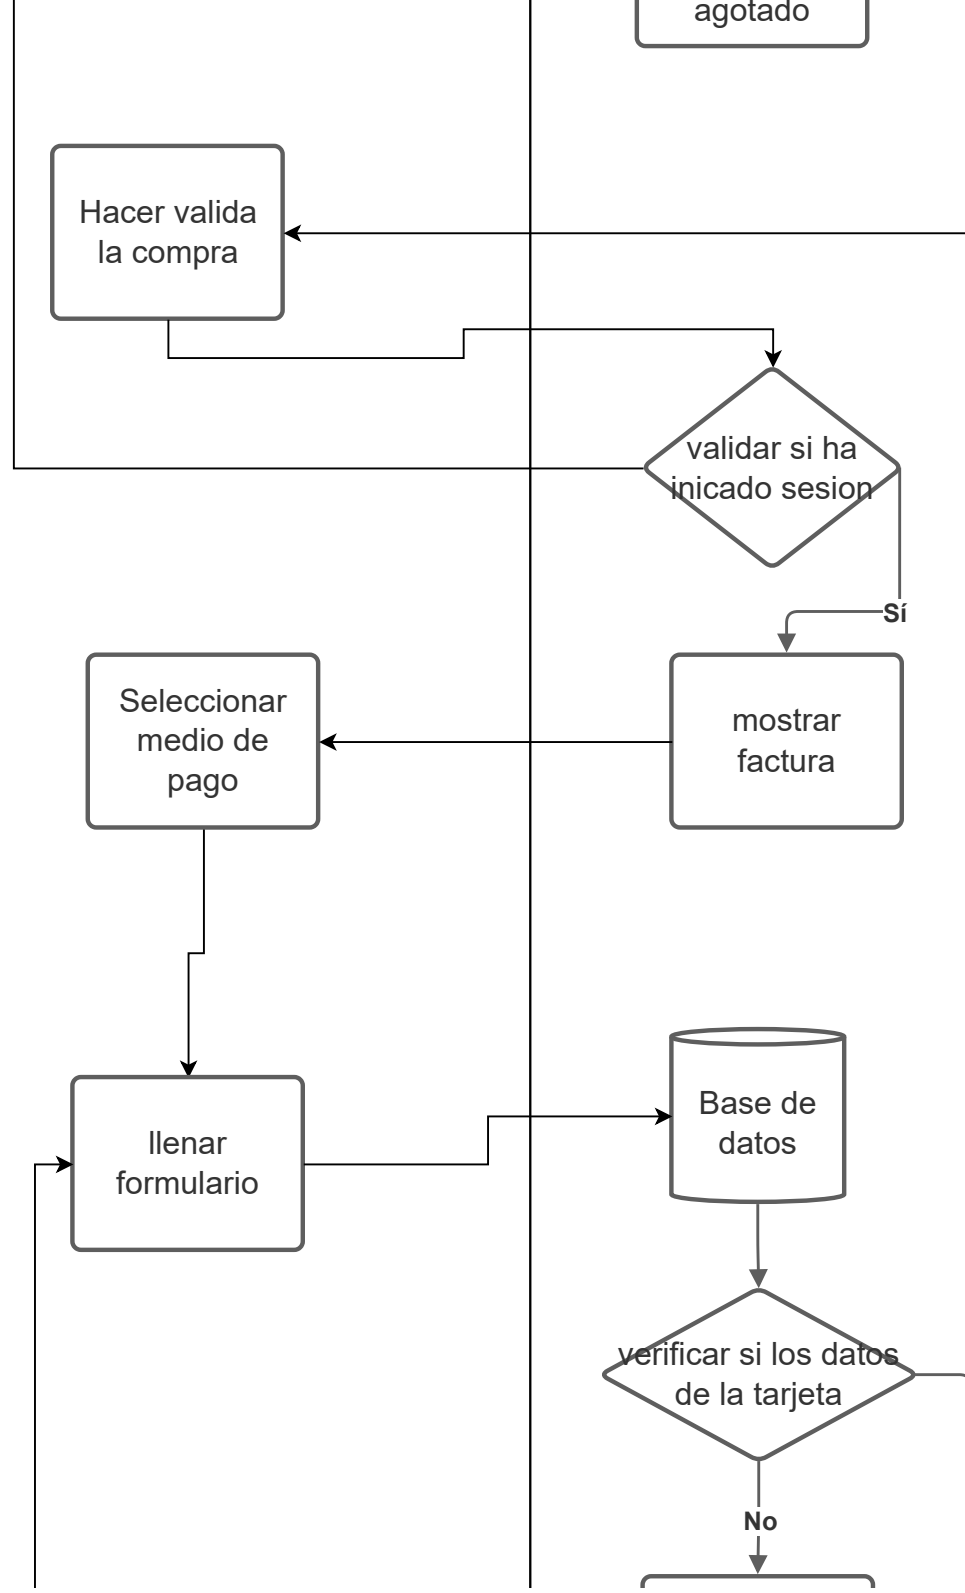 agotado
Hacer valida
la compra
validar si ha
inicado sesion
Sí
Seleccionar
medio de
pago
mostrar
factura
Base de
datos
llenar
formulario
verificar si los datos
de la tarjeta
No